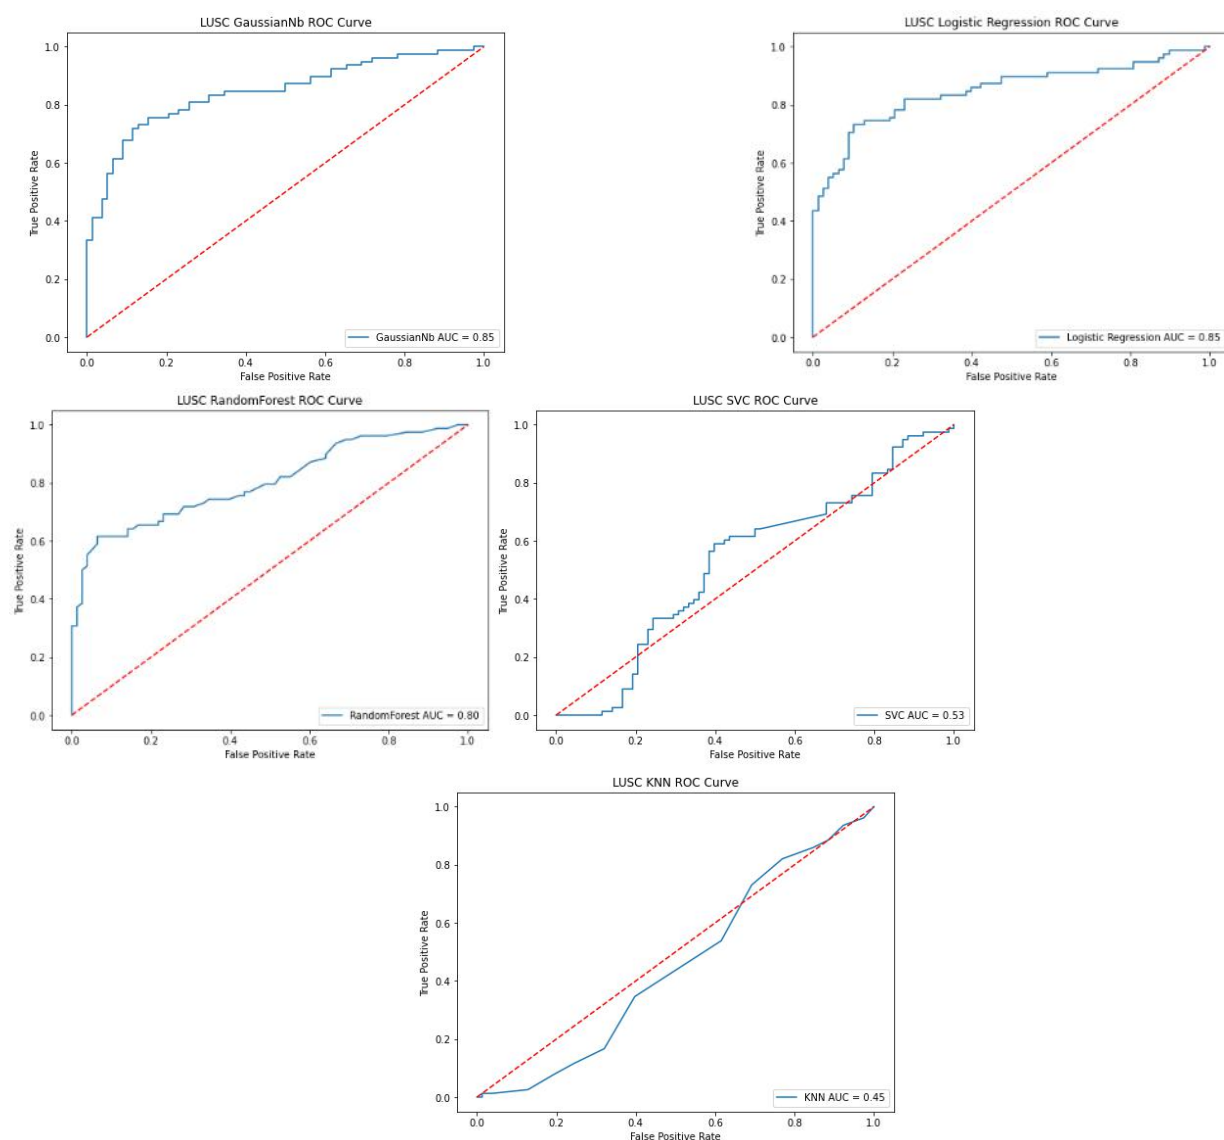 LUSC GaussianNb ROC Curve
1.0
0.8
0.6
0.4
0.2
0.0
True Positive Rate
GaussianNb AUC = 0.85
0.0 0.2 0.4 0.6 0.8 1.0
False Positive Rate
LUSC Logistic Regression ROC Curve
1.0
0.8
0.6
0.4
0.2
0.0
True Positive Rate
Logistic Regression AUC = 0.85
0.0 0.2 0.4 0.6 0.8 1.0
False Positive Rate
LUSC RandomForest ROC Curve
1.0
0.8
0.6
0.4
0.2
0.0
True Positive Rate
RandomForest AUC = 0.80
0.0 0.2 0.4 0.6 0.8 1.0
False Positive Rate
LUSC SVC ROC Curve
1.0
0.8
0.6
0.4
0.2
0.0
True Positive Rate
SVC AUC = 0.53
0.0 0.2 0.4 0.6 0.8 1.0
False Positive Rate
LUSC KNN ROC Curve
1.0
0.8
0.6
0.4
0.2
0.0
True Positive Rate
KNN AUC = 0.45
0.0 0.2 0.4 0.6 0.8 1.0
False Positive Rate